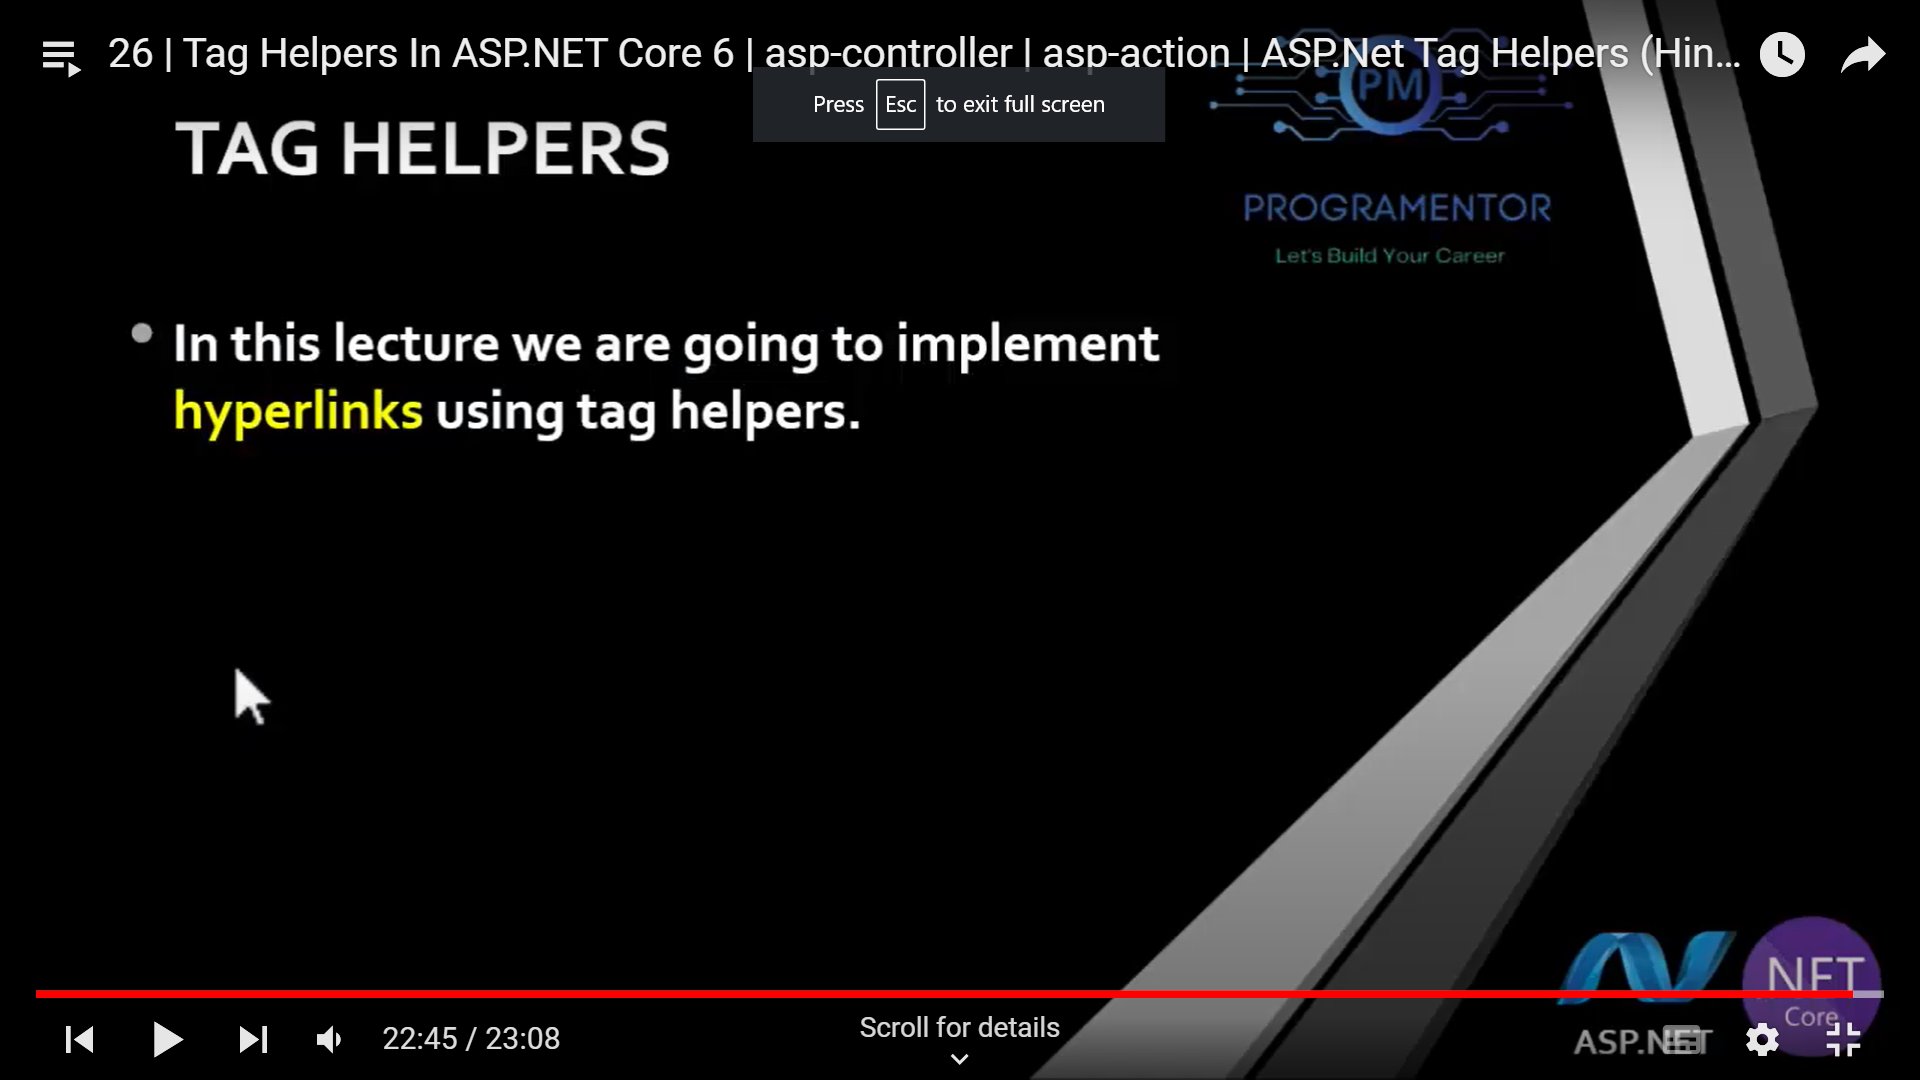 26 | Tag Helpers In ASP.NET Core 6 | asp-controller | asp-action | ASP.Net Tag Helpers (Hin...
Press Esc to exit full screen
TAG HELPERS
PM
PROGRAMENTOR
Let's Build Your Career
• In this lecture we are going to implement
hyperlinks using tag helpers.
22:45 / 23:08
Scroll for details
ASP.NET
NET
Core